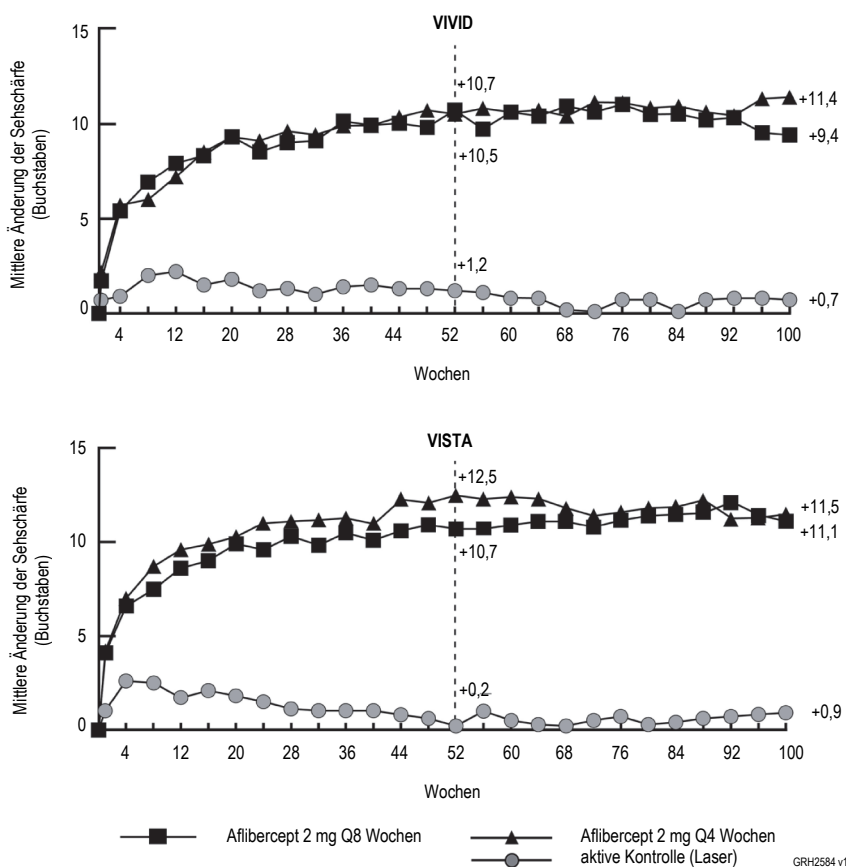 VIVID
Mittlere Änderung der Sehschärfe
(Buchstaben)
15
10
5
0
+10,7
+10,5
+1,2
+11,4
+9,4
+0,7
4 12 20 28 36 44 52 60 68 76 84 92 100
Wochen
VISTA
Mittlere Änderung der Sehschärfe
(Buchstaben)
15
10
5
0
+12,5
+10,7
+0,2
+11,5
+11,1
+0,9
4 12 20 28 36 44 52 60 68 76 84 92 100
Wochen
Aflibercept 2 mg Q8 Wochen
Aflibercept 2 mg Q4 Wochen
aktive Kontrolle (Laser)
GRH2584 v1